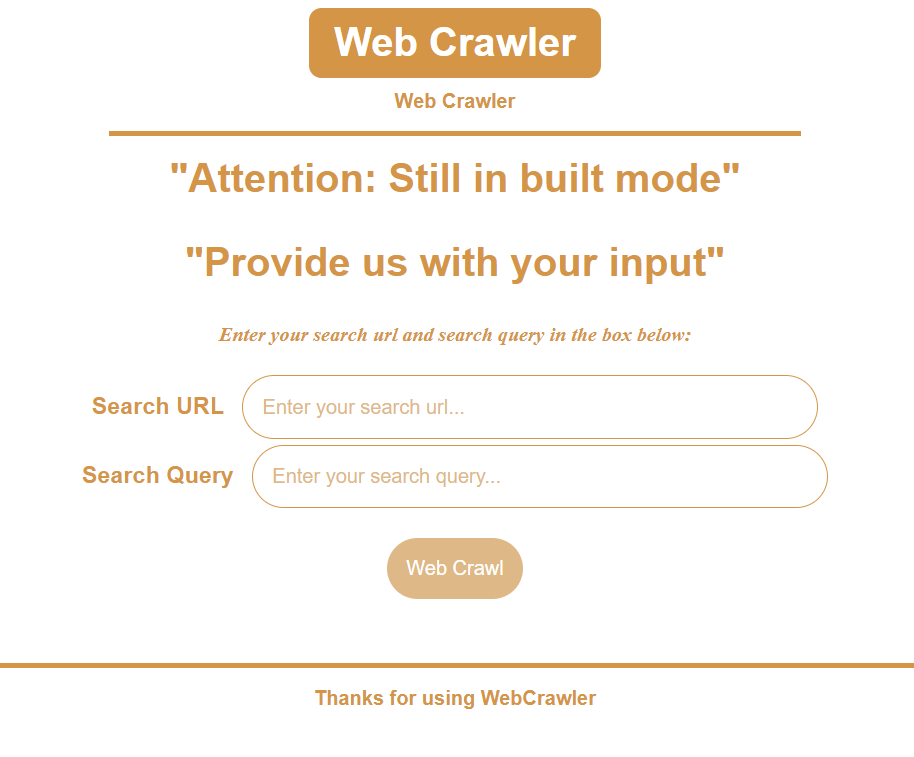 Web Crawler
Web Crawler
"Attention: Still in built mode"
"Provide us with your input"
Enter your search url and search query in the box below:
Search URL Enter your search url...
Search Query Enter your search query...
Web Crawl
Thanks for using WebCrawler